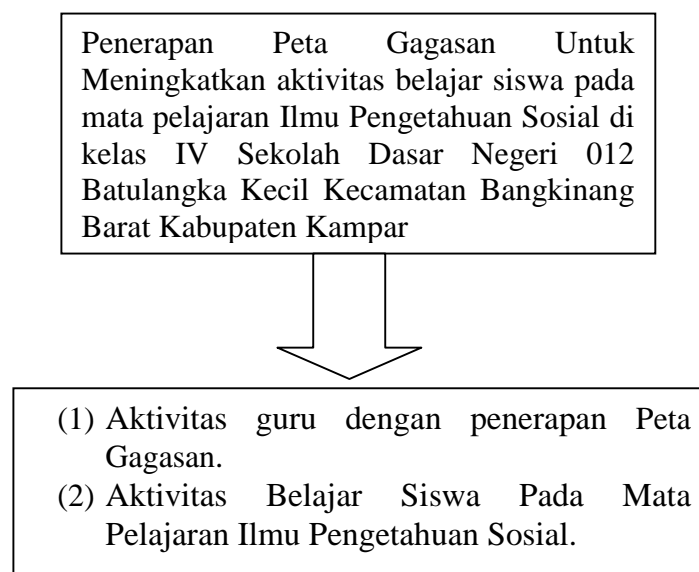 Penerapan Peta Gagasan Untuk
Meningkatkan aktivitas belajar siswa pada
mata pelajaran Ilmu Pengetahuan Sosial di
kelas IV Sekolah Dasar Negeri 012
Batulangka Kecil Kecamatan Bangkinang
Barat Kabupaten Kampar
(1) Aktivitas guru dengan penerapan Peta
Gagasan.
(2) Aktivitas Belajar Siswa Pada Mata
Pelajaran Ilmu Pengetahuan Sosial.